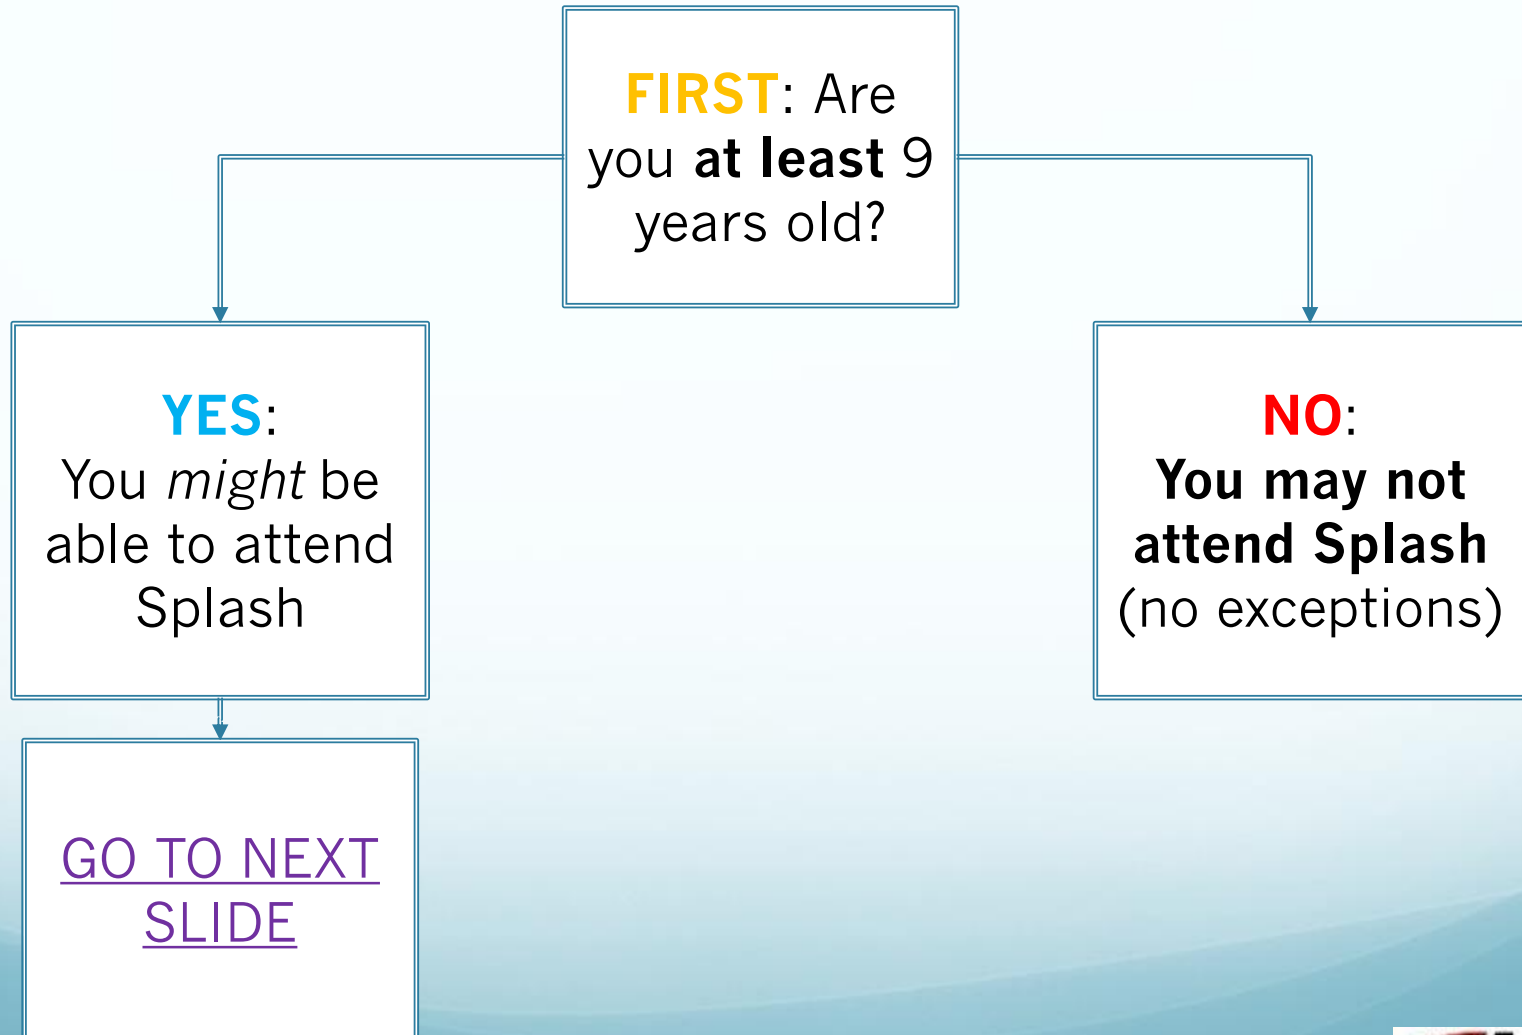 FIRST: Are
you at least 9
years old?
YES:
You might be
able to attend
Splash
NO:
You may not
attend Splash
(no exceptions)
GO TO NEXT
SLIDE